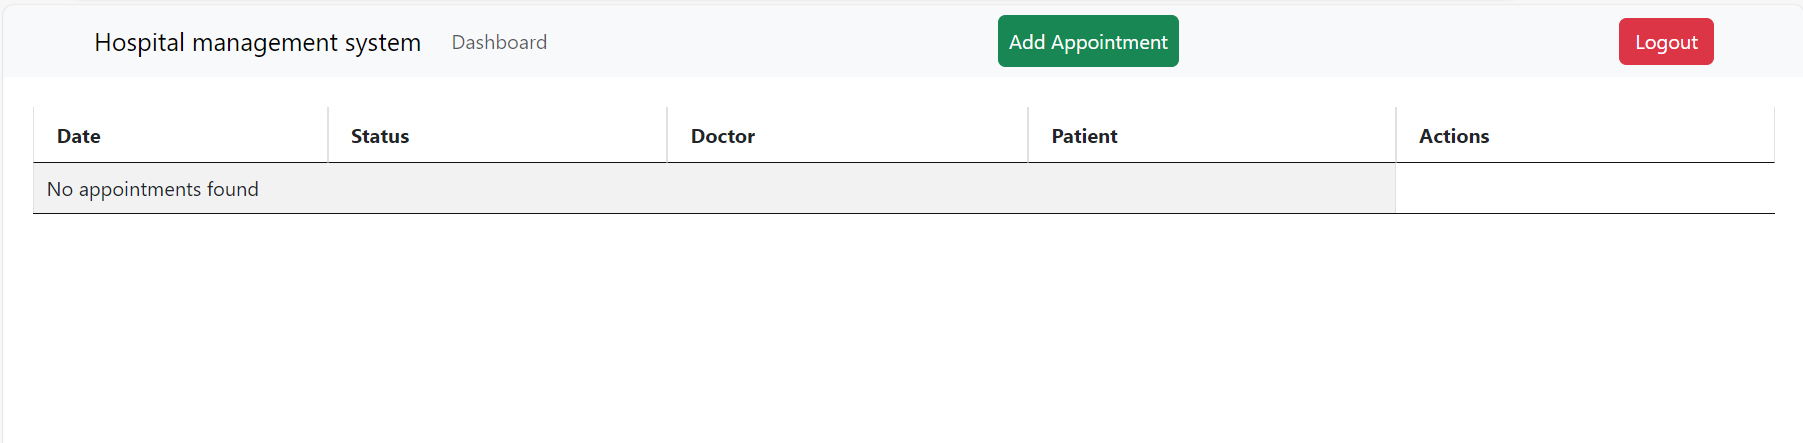 Hospital management system Dashboard Add Appointment Logout
Date Status Doctor Patient Actions
No appointments found